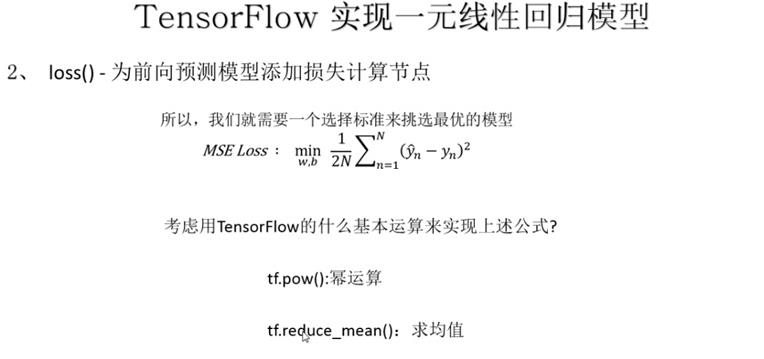 TensorFlow 实现一元线性回归模型
2、 loss() - 为前向预测模型添加损失计算节点
所以，我们就需要一个选择标准来挑选最优的模型
MSE Loss： min_{w,b} \frac{1}{2N} \sum_{n=1}^{N} (ŷ_n − y_n)^2
考虑用TensorFlow的什么基本运算来实现上述公式?
tf.pow():幂运算
tf.reduce_mean()：求均值